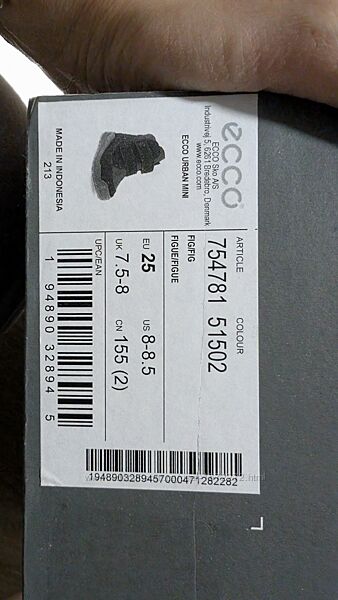 ecco
ECCO Sko A/S
Industrivej 5, 6261 Bredebro, Denmark
www.ecco.com
ECCO URBAN MINI
MADE IN INDONESIA
213
ARTICLE COLOUR
754781 51502
FIG/FIG
FIGUE/FIGUE
EU 25 US 8-8.5
UK 7.5-8 CN 155 (2)
UPC/EAN
1 94890 32894 5
194890328945700047128228 2